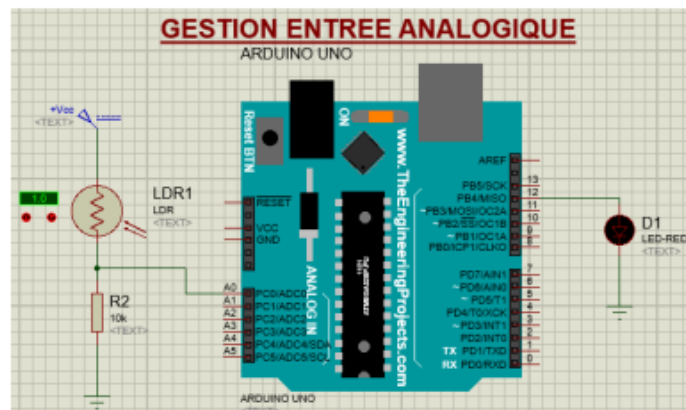 GESTION ENTREE ANALOGIQUE
ARDUINO UNO
+Vcc
<TEXT>
1.0
LDR1
LDR
<TEXT>
R2
10k
<TEXT>
Reset BTN
ON
www.TheEngineeringProjects.com
ANALOG IN
RESET
VCC
GND
A0 PC0/ADC0
A1 PC1/ADC1
A2 PC2/ADC2
A3 PC3/ADC3
A4 PC4/ADC4/SDA
A5 PC5/ADC5/SCL
AREF
PB5/SCK 13
PB4/MISO 12
~PB3/MOSI/OC2A 11
~PB2/SS/OC1B 10
~PB1/OC1A 9
PB0/ICP1/CLKO 8
PD7/AIN1 7
~PD6/AIN0 6
~PD5/T1 5
PD4/T0/XCK 4
~PD3/INT1 3
PD2/INT0 2
TX PD1/TXD 1
RX PD0/RXD 0
D1
LED-RED
<TEXT>
ARDUINO UNO